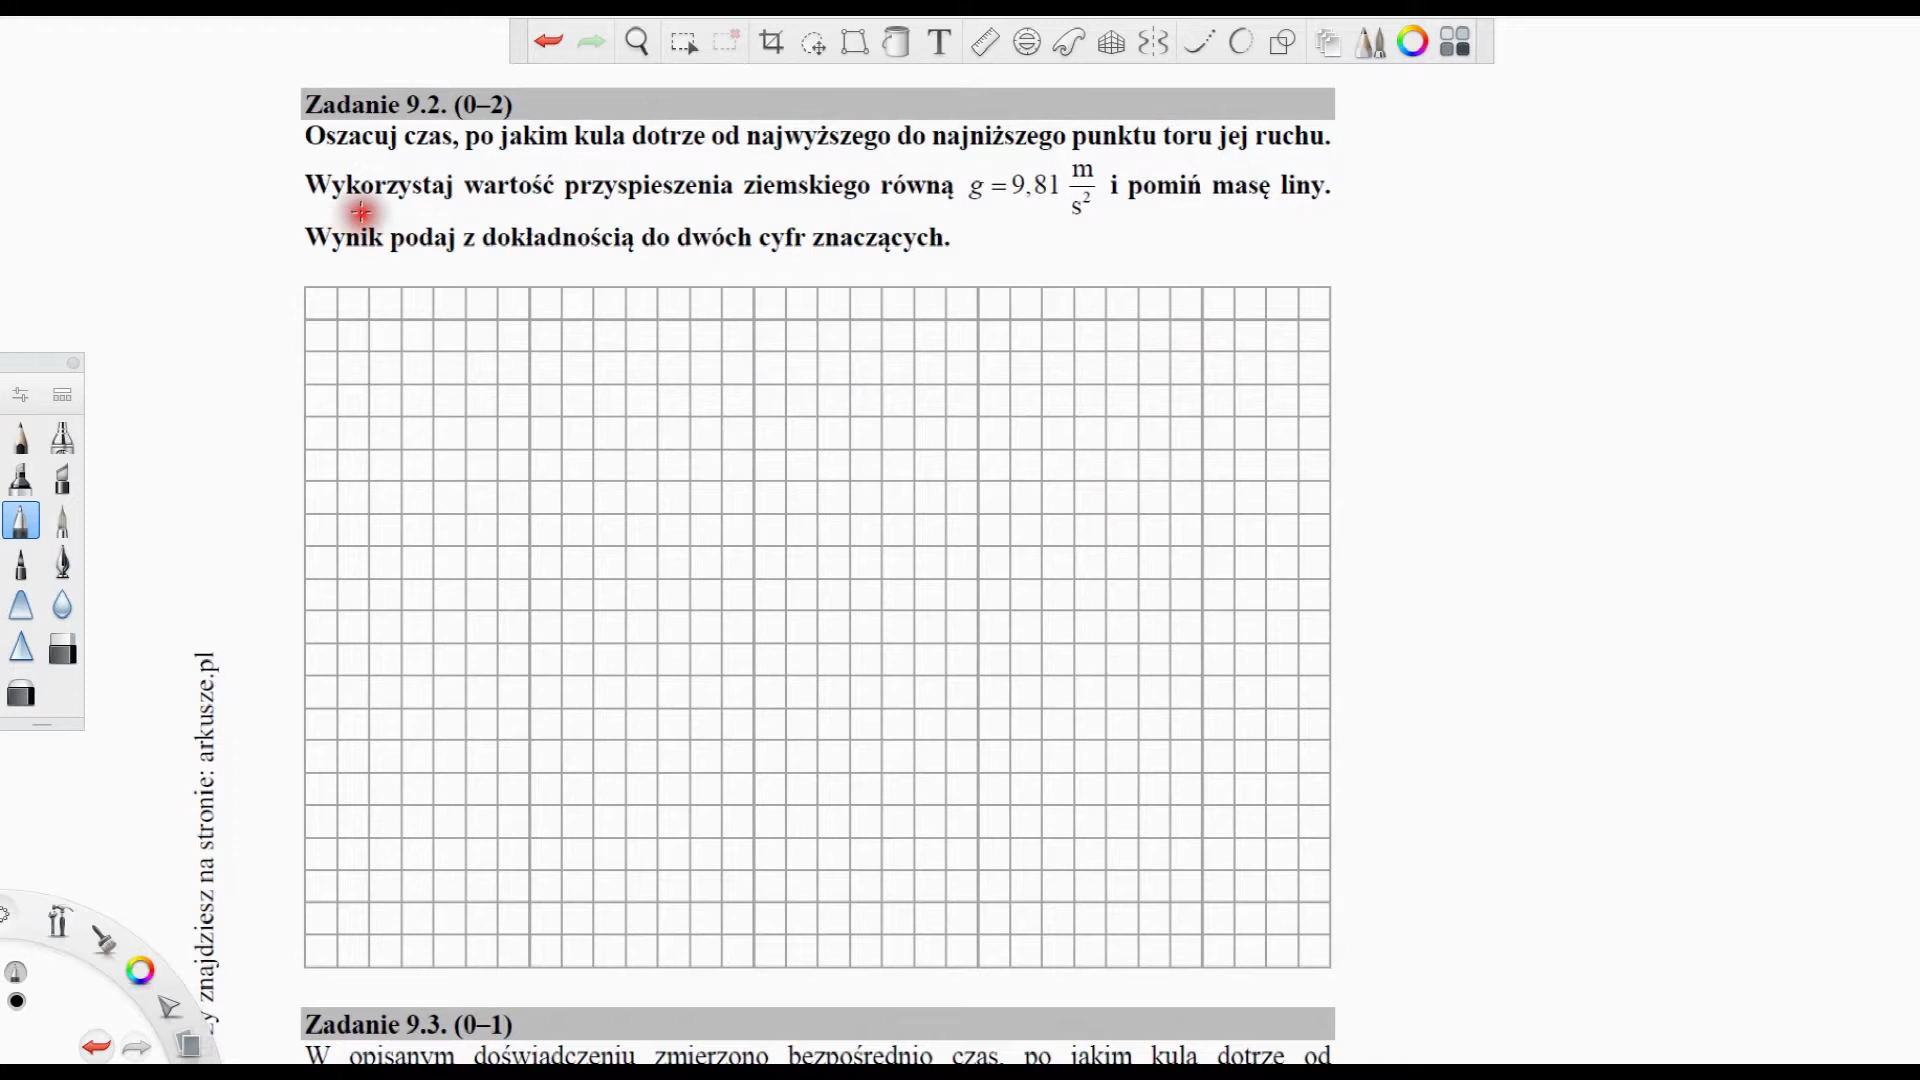 T
Zadanie 9.2. (0–2)
Oszacuj czas, po jakim kula dotrze od najwyższego do najniższego punktu toru jej ruchu.
Wykorzystaj wartość przyspieszenia ziemskiego równą g = 9,81 m/s² i pomiń masę liny.
Wynik podaj z dokładnością do dwóch cyfr znaczących.
znajdziesz na stronie: arkusze.pl
Zadanie 9.3. (0–1)
W opisanym doświadczeniu zmierzono bezpośrednio czas, po jakim kula dotrze od